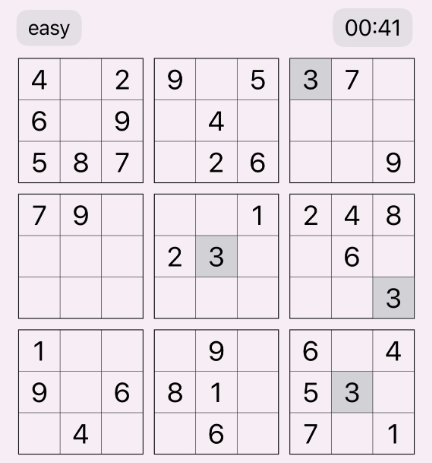 easy 00:41
4 2 9 5 3 7
6 9 4
5 8 7 2 6 9
7 9 1 2 4 8
2 3 6
3
1 9 6 4
9 6 8 1 5 3
4 6 7 1